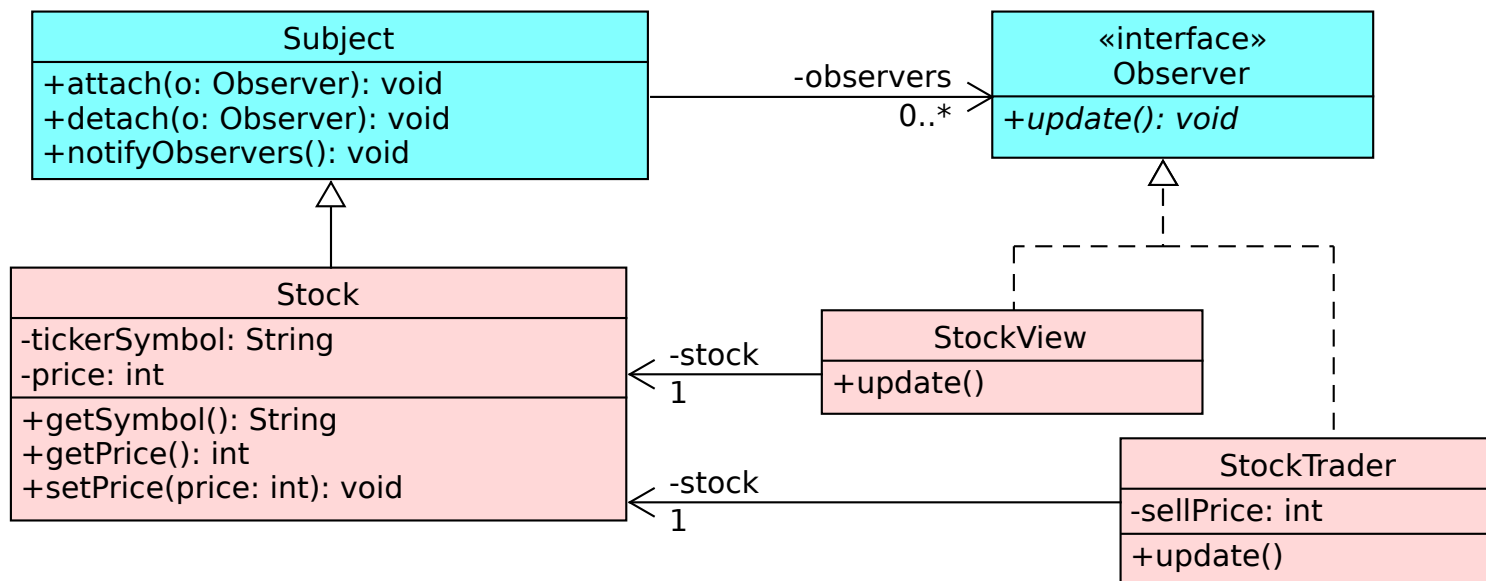 Subject
+attach(o: Observer): void
+detach(o: Observer): void
+notifyObservers(): void
-observers
0..*
«interface»
Observer
+update(): void
Stock
-tickerSymbol: String
-price: int
+getSymbol(): String
+getPrice(): int
+setPrice(price: int): void
-stock
1
StockView
+update()
-stock
1
StockTrader
-sellPrice: int
+update()